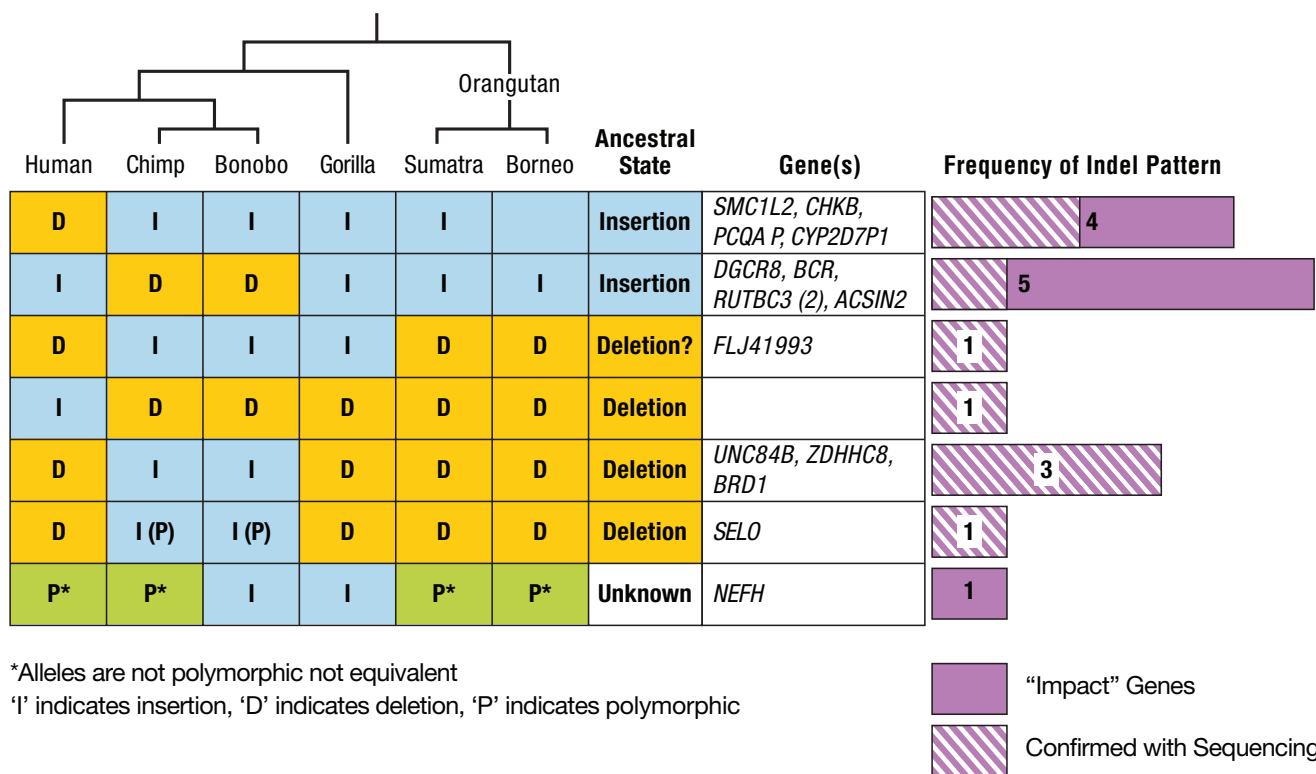 Orangutan
Human Chimp Bonobo Gorilla Sumatra Borneo Ancestral State Gene(s) Frequency of Indel Pattern
D I I I I Insertion SMC1L2, CHKB,
PCQA P, CYP2D7P1 4
I D D I I I Insertion DGCR8, BCR,
RUTBC3 (2), ACSIN2 5
D I I I D D Deletion? FLJ41993 1
I D D D D D Deletion 1
D I I D D D Deletion UNC84B, ZDHHC8,
BRD1 3
D I (P) I (P) D D D Deletion SELO 1
P* P* I I P* P* Unknown NEFH 1
*Alleles are not polymorphic not equivalent
'I' indicates insertion, 'D' indicates deletion, 'P' indicates polymorphic
“Impact” Genes
Confirmed with Sequencing